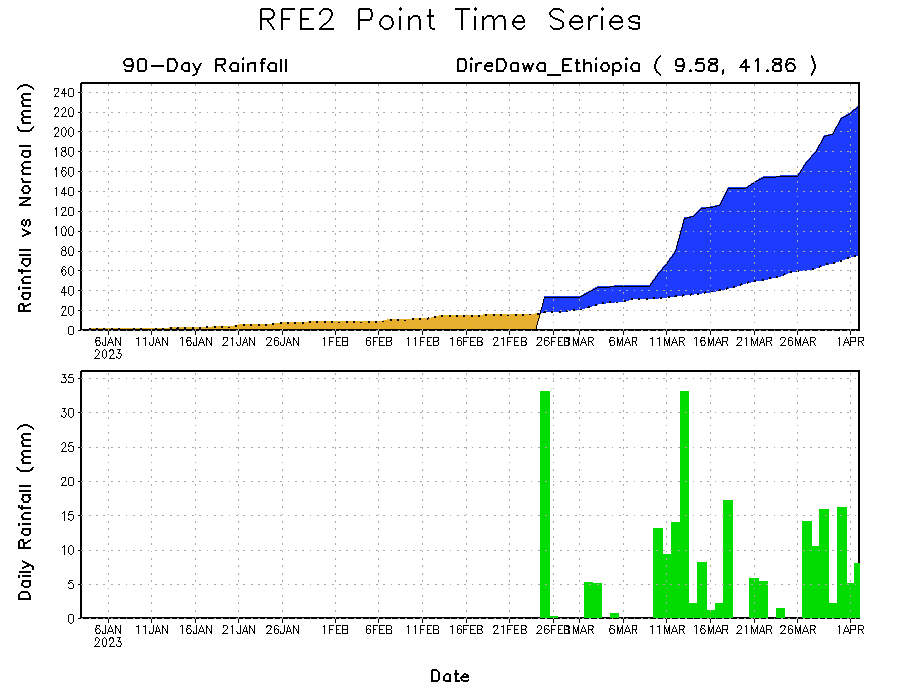 RFE2 Point Time Series
90-Day Rainfall
DireDawa_Ethiopia ( 9.58, 41.86 )
Rainfall vs Normal (mm)
240
220
200
180
160
140
120
100
80
60
40
20
0
6JAN 11JAN 16JAN 21JAN 26JAN 1FEB 6FEB 11FEB 16FEB 21FEB 26FEB 1MAR 6MAR 11MAR 16MAR 21MAR 26MAR 1APR
2023
Daily Rainfall (mm)
35
30
25
20
15
10
5
0
6JAN 11JAN 16JAN 21JAN 26JAN 1FEB 6FEB 11FEB 16FEB 21FEB 26FEB 1MAR 6MAR 11MAR 16MAR 21MAR 26MAR 1APR
2023
Date